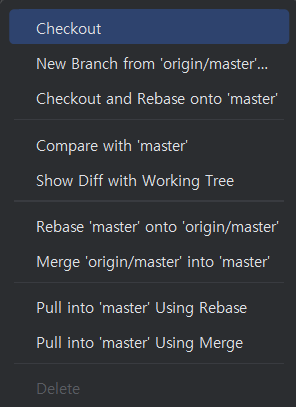 Checkout
New Branch from 'origin/master'...
Checkout and Rebase onto 'master'
Compare with 'master'
Show Diff with Working Tree
Rebase 'master' onto 'origin/master'
Merge 'origin/master' into 'master'
Pull into 'master' Using Rebase
Pull into 'master' Using Merge
Delete